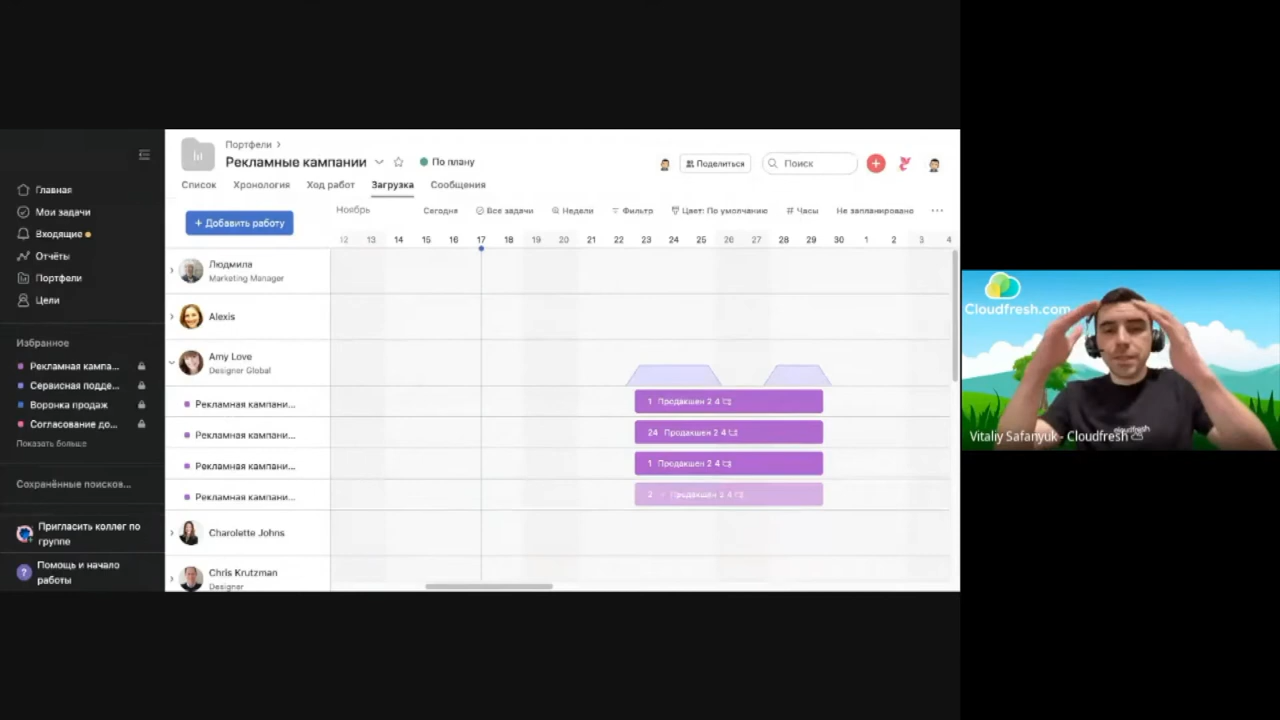 Главная
Мои задачи
Входящие
Отчёты
Портфели
Цели
Избранное
Рекламная кампа...
Сервисная подде...
Воронка продаж
Согласование до...
Показать больше
Сохранённые поисков...
Пригласить коллег по
группе
? Помощь и начало
работы
Портфели >
Рекламные кампании
По плану
Поделиться
Поиск
Список Хронология Ход работ Загрузка Сообщения
+ Добавить работу
Ноябрь
Сегодня Все задачи Недели Фильтр Цвет: По умолчанию # Часы Не запланировано ...
12 13 14 15 16 17 18 19 20 21 22 23 24 25 26 27 28 29 30 1 2 3 4
Людмила
Marketing Manager
Alexis
Amy Love
Designer Global
Рекламная кампани...
1 Продакшен 2 4
Рекламная кампани...
24 Продакшен 2 4
Рекламная кампани...
1 Продакшен 2 4
Рекламная кампани...
2 Продакшен 2 4
Charolette Johns
Chris Krutzman
Designer
Cloudfresh.com
cloudfresh
Vitaliy Safanyuk - Cloudfresh